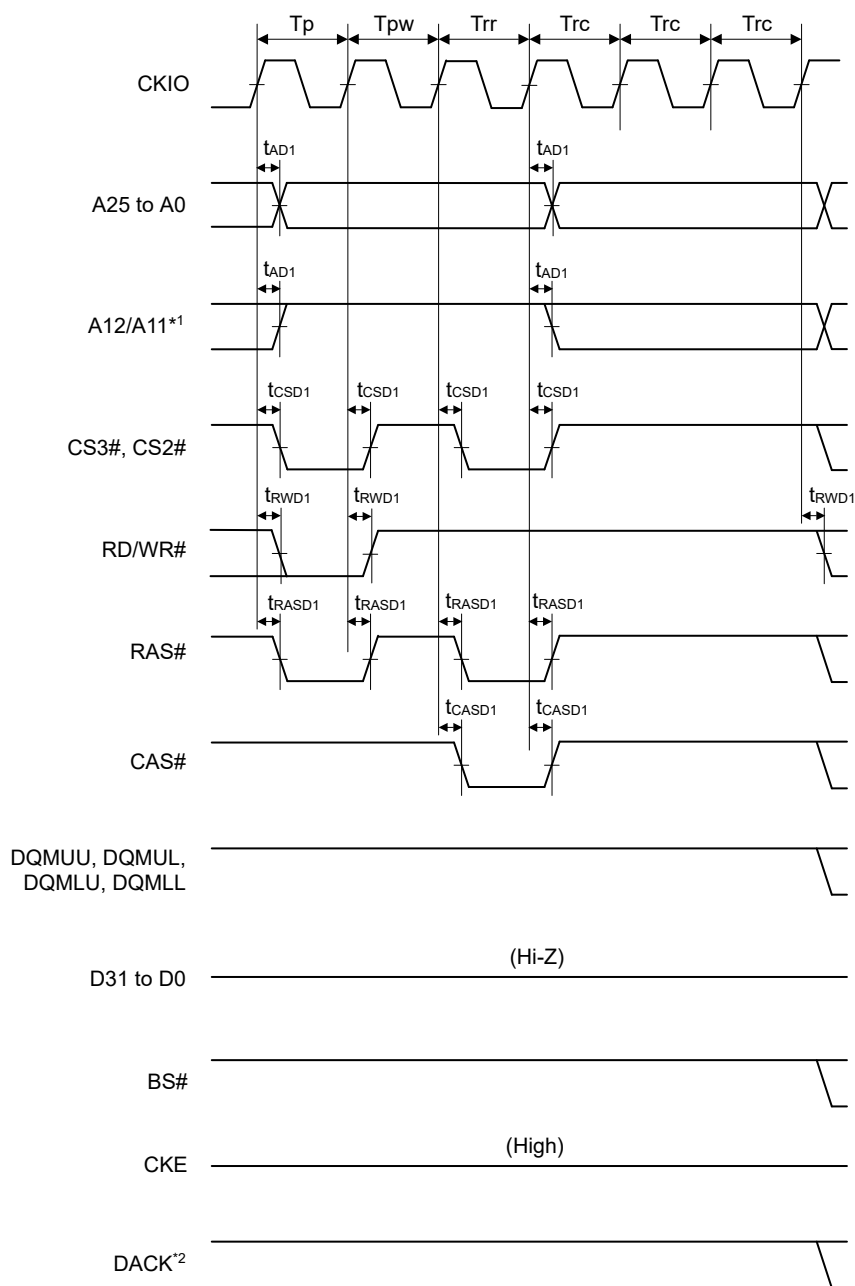 Tp Tpw Trr Trc Trc Trc
CKIO
tAD1 tAD1
A25 to A0
tAD1 tAD1
A12/A11*1
tCSD1 tCSD1 tCSD1 tCSD1
CS3#, CS2#
tRWD1 tRWD1 tRWD1
RD/WR#
tRASD1 tRASD1 tRASD1 tRASD1
RAS#
tCASD1 tCASD1
CAS#
DQMUU, DQMUL,
DQMLU, DQMLL
(Hi-Z)
D31 to D0
BS#
(High)
CKE
DACK*2